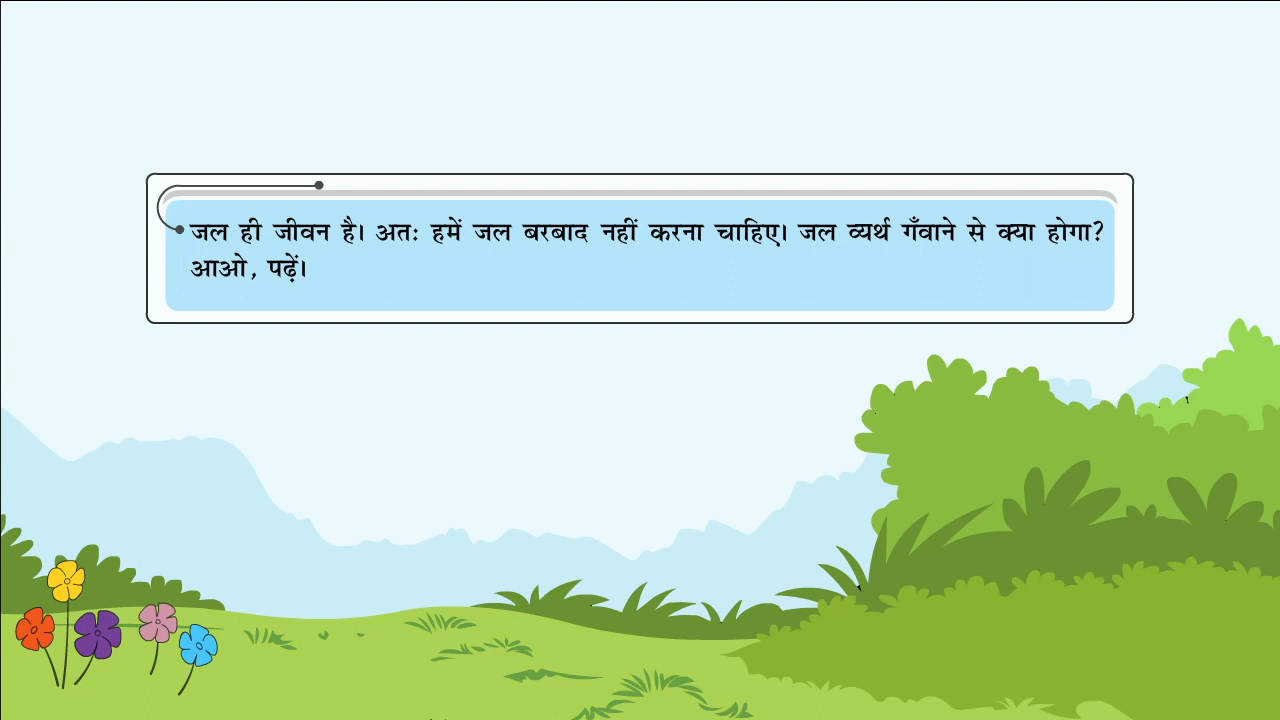 जल ही जीवन है। अतः हमें जल बरबाद नहीं करना चाहिए। जल व्यर्थ गँवाने से क्या होगा?
आओ, पढ़ें।